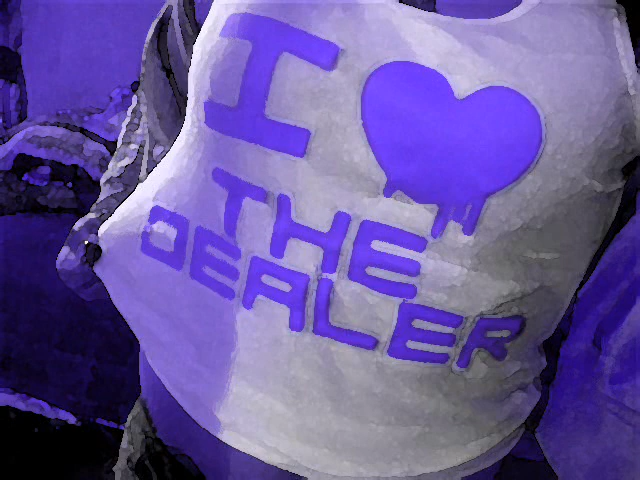 I ♥
THE
DEALER